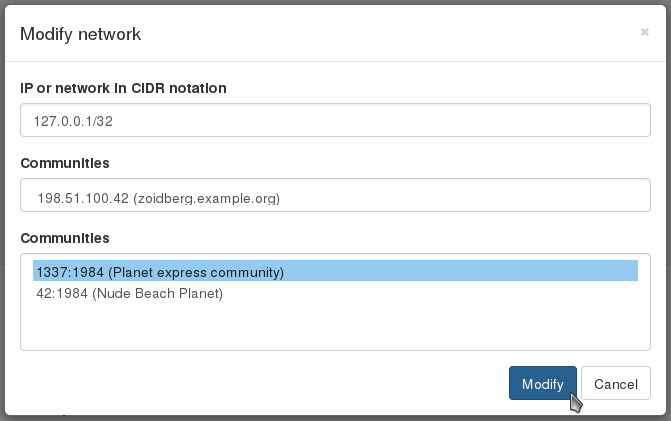 Modify network
×
IP or network in CIDR notation
127.0.0.1/32
Communities
198.51.100.42 (zoidberg.example.org)
Communities
1337:1984 (Planet express community)
42:1984 (Nude Beach Planet)
Modify
Cancel